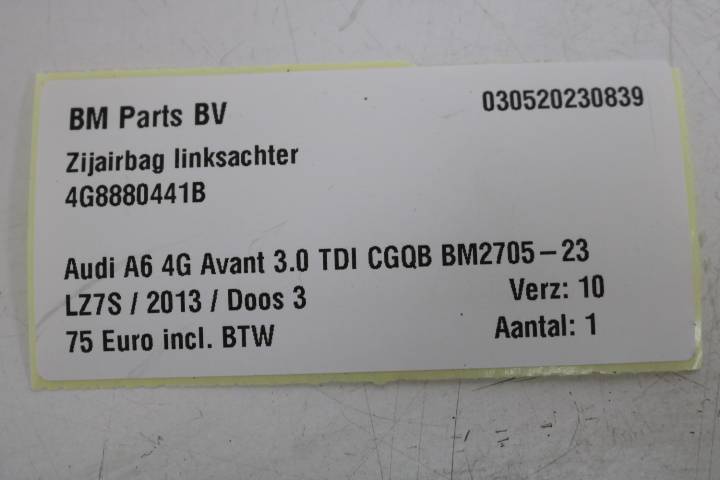 BM Parts BV 030520230839
Zijairbag linksachter
4G8880441B
Audi A6 4G Avant 3.0 TDI CGQB BM2705-23
LZ7S / 2013 / Doos 3 Verz: 10
75 Euro incl. BTW Aantal: 1